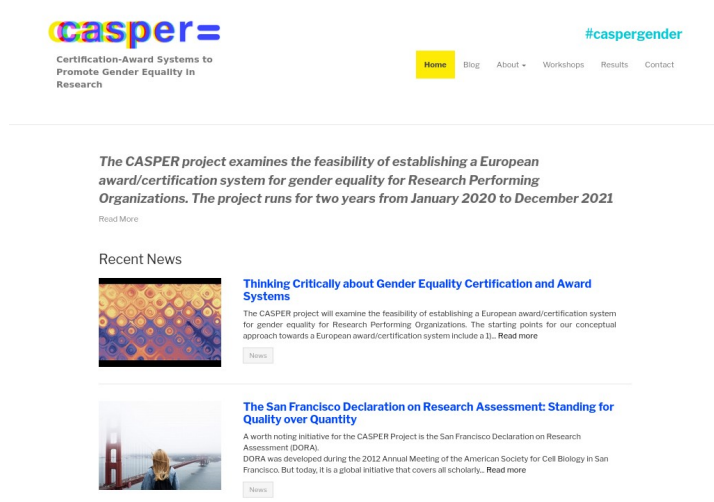 casper=
#caspergender
Certification-Award Systems to
Promote Gender Equality in
Research
Home Blog About Workshops Results Contact
The CASPER project examines the feasibility of establishing a European
award/certification system for gender equality for Research Performing
Organizations. The project runs for two years from January 2020 to December 2021
Read More
Recent News
Thinking Critically about Gender Equality Certification and Award
Systems
The CASPER project will examine the feasibility of establishing a European award/certification system
for gender equality for Research Performing Organizations. The starting points for our conceptual
approach towards a European award/certification system include a 1)... Read more
News
The San Francisco Declaration on Research Assessment: Standing for
Quality over Quantity
A worth noting initiative for the CASPER Project is the San Francisco Declaration on Research
Assessment (DORA).
DORA was developed during the 2012 Annual Meeting of the American Society for Cell Biology in San
Francisco. But today, it is a global initiative that covers all scholarly... Read more
News